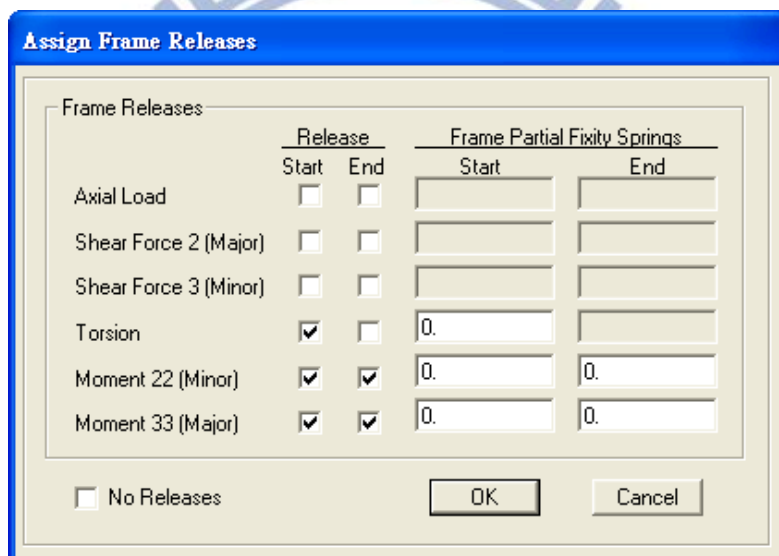 Assign Frame Releases
Frame Releases
Release Frame Partial Fixity Springs
Start End Start End
Axial Load
Shear Force 2 (Major)
Shear Force 3 (Minor)
Torsion 0.
Moment 22 (Minor) 0. 0.
Moment 33 (Major) 0. 0.
No Releases OK Cancel